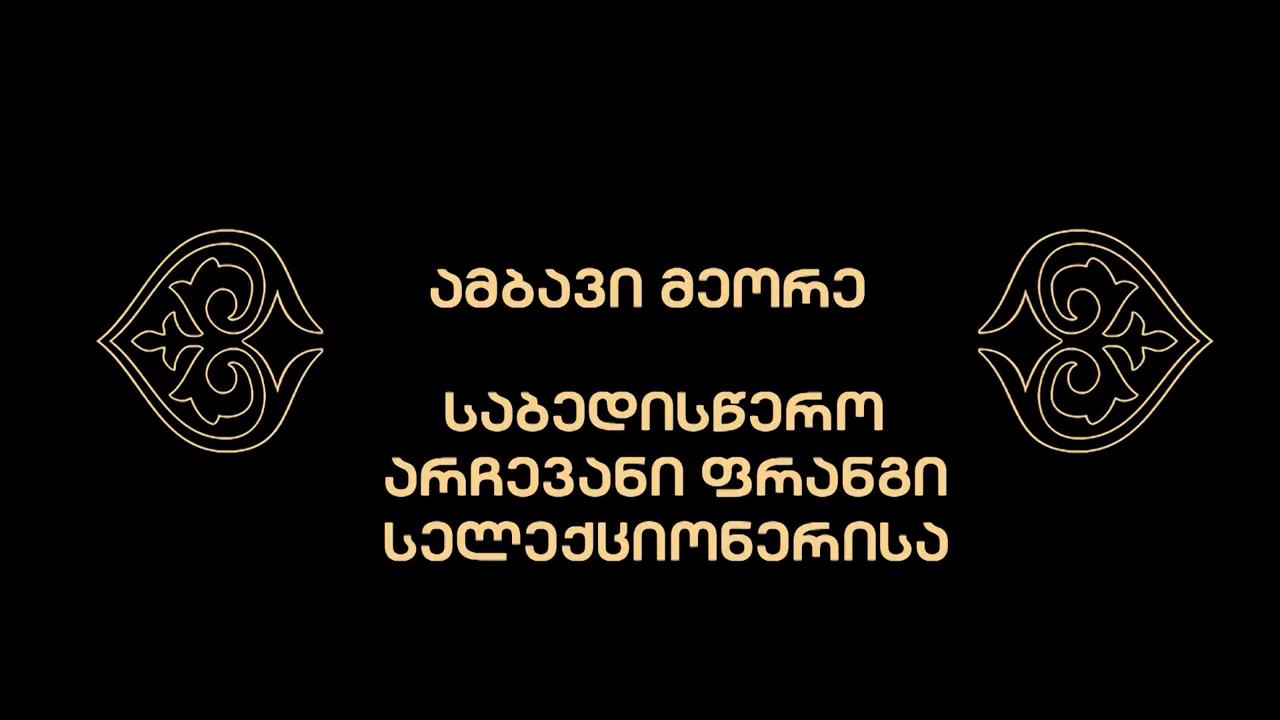 ამბავი მეორე
საბედისწერო
არჩევანი ფრანგი
სელექციონერისა